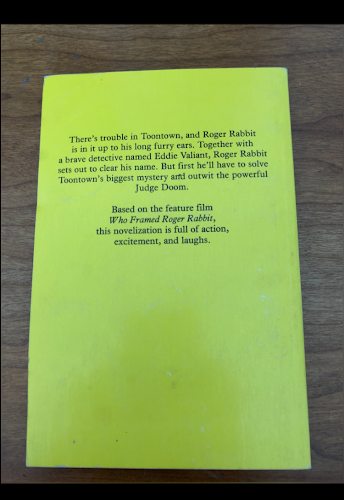 There's trouble in Toontown, and Roger Rabbit
is in it up to his long furry ears. Together with
a brave detective named Eddie Valiant, Roger Rabbit
sets out to clear his name. But first he'll have to solve
Toontown's biggest mystery and outwit the powerful
Judge Doom.
Based on the feature film
Who Framed Roger Rabbit,
this novelization is full of action,
excitement, and laughs.